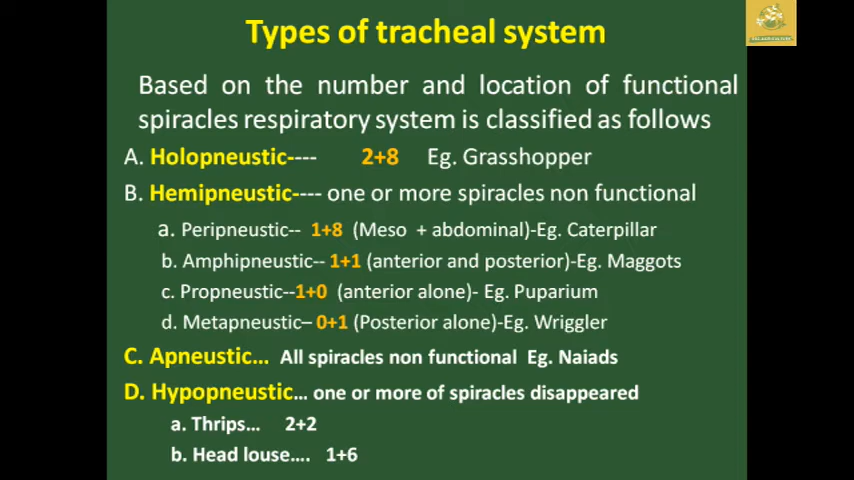 Types of tracheal system
Based on the number and location of functional
spiracles respiratory system is classified as follows
A. Holopneustic---- 2+8 Eg. Grasshopper
B. Hemipneustic---- one or more spiracles non functional
a. Peripneustic-- 1+8 (Meso + abdominal)-Eg. Caterpillar
b. Amphipneustic-- 1+1 (anterior and posterior)-Eg. Maggots
c. Propneustic--1+0 (anterior alone)- Eg. Puparium
d. Metapneustic– 0+1 (Posterior alone)-Eg. Wriggler
C. Apneustic... All spiracles non functional Eg. Naiads
D. Hypopneustic... one or more of spiracles disappeared
a. Thrips... 2+2
b. Head louse.... 1+6